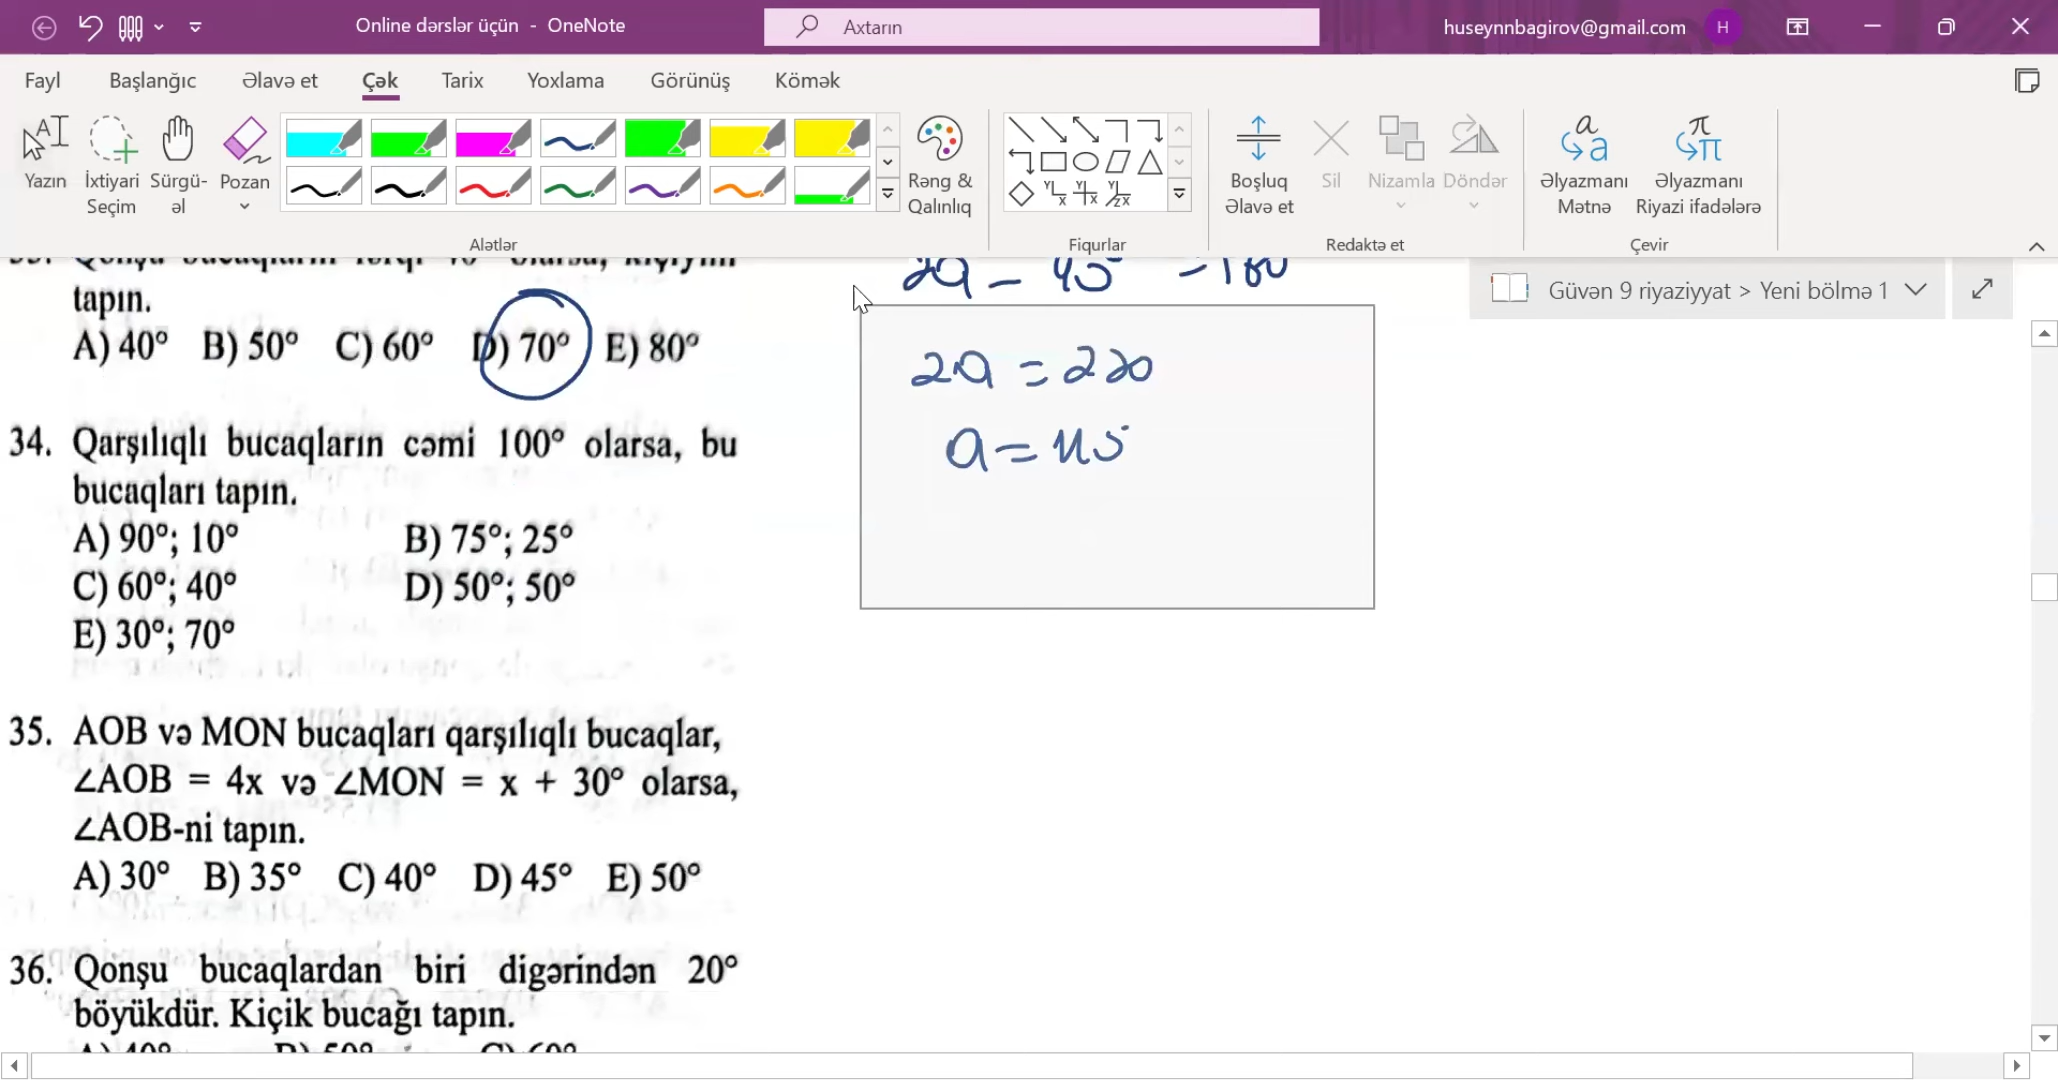 Online dərslər üçün - OneNote
Axtarın
huseynnbagirov@gmail.com
H
Fayl Başlanğıc Əlavə et Çək Tarix Yoxlama Görünüş Kömək
Yazın
İxtiyari Seçim
Sürgü-əl
Pozan
Rəng & Qalınlıq
Boşluq Əlavə et
Sil
Nizamla
Döndər
Əlyazmanı Mətnə
Əlyazmanı Riyazi ifadələrə
Alətlər
Fiqurlar
Redaktə et
Çevir
Güvən 9 riyaziyyat > Yeni bölmə 1
tapın.
A) 40° B) 50° C) 60° D) 70° E) 80°
34. Qarşılıqlı bucaqların cəmi 100° olarsa, bu
bucaqları tapın.
A) 90°; 10° B) 75°; 25°
C) 60°; 40° D) 50°; 50°
E) 30°; 70°
35. AOB və MON bucaqları qarşılıqlı bucaqlar,
∠AOB = 4x və ∠MON = x + 30° olarsa,
∠AOB-ni tapın.
A) 30° B) 35° C) 40° D) 45° E) 50°
36. Qonşu bucaqlardan biri digərindən 20°
böyükdür. Kiçik bucağı tapın.
A) 40° B) 50° C) 60°
2a = 220